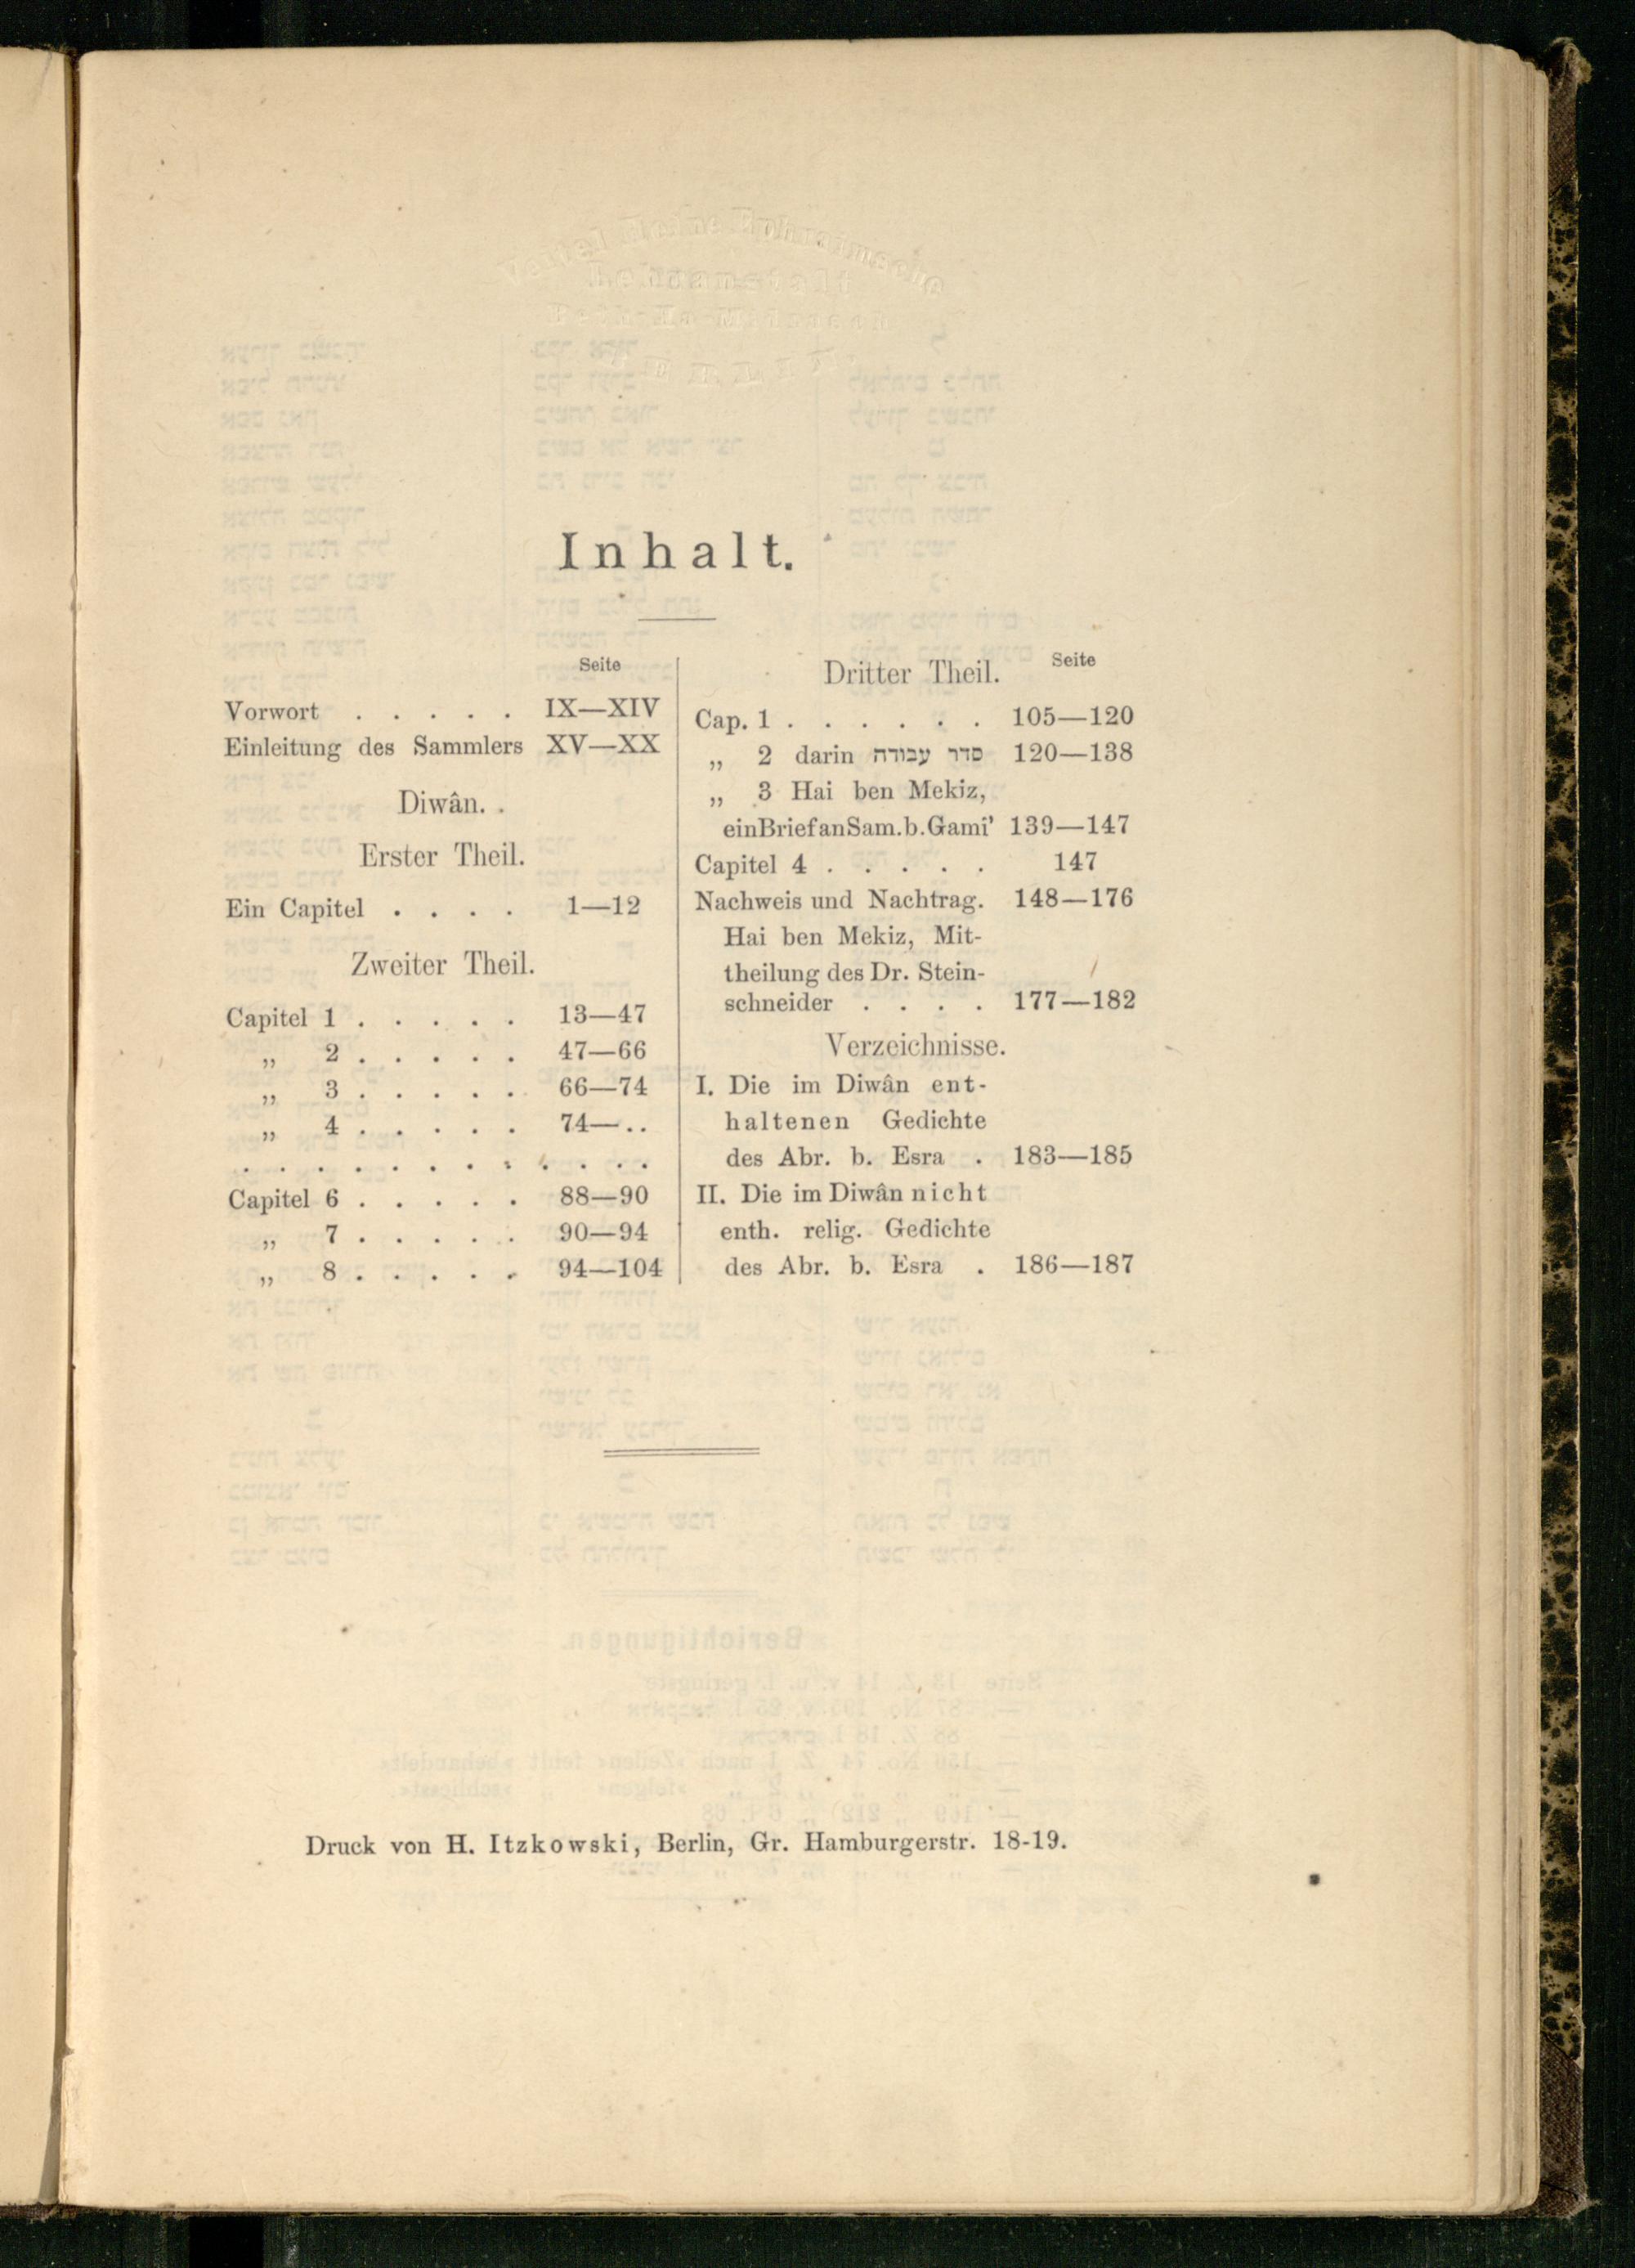 Inhalt.
Seite
Vorwort . . . . . IX—XIV
Einleitung des Sammlers XV—XX
Diwân.
Erster Theil.
Ein Capitel . . . . 1—12
Zweiter Theil.
Capitel 1 . . . . . 13—47
„ 2 . . . . . 47—66
„ 3 . . . . . 66—74
„ 4 . . . . . 74—..
. . . . . . . . . . . .
Capitel 6 . . . . . 88—90
„ 7 . . . . . 90—94
„ 8 . . . . . 94—104
Dritter Theil. Seite
Cap. 1 . . . . . . 105—120
„ 2 darin סדר עבודה 120—138
„ 3 Hai ben Mekiz,
ein Brief an Sam. b. Gami’ 139—147
Capitel 4 . . . . . 147
Nachweis und Nachtrag. 148—176
Hai ben Mekiz, Mit-
theilung des Dr. Stein-
schneider . . . . 177—182
Verzeichnisse.
I. Die im Diwân ent-
haltenen Gedichte
des Abr. b. Esra . 183—185
II. Die im Diwân nicht
enth. relig. Gedichte
des Abr. b. Esra . 186—187
Druck von H. Itzkowski, Berlin, Gr. Hamburgerstr. 18-19.